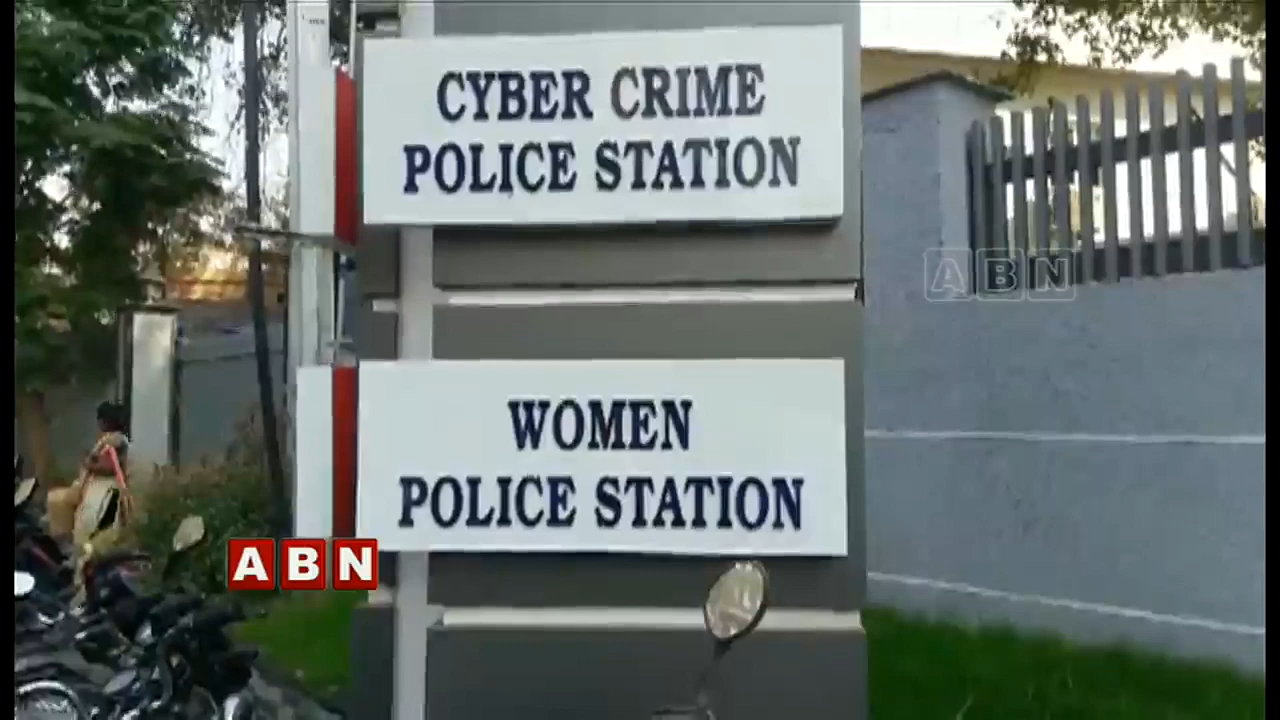 CYBER CRIME
POLICE STATION
ABN
WOMEN
POLICE STATION
ABN